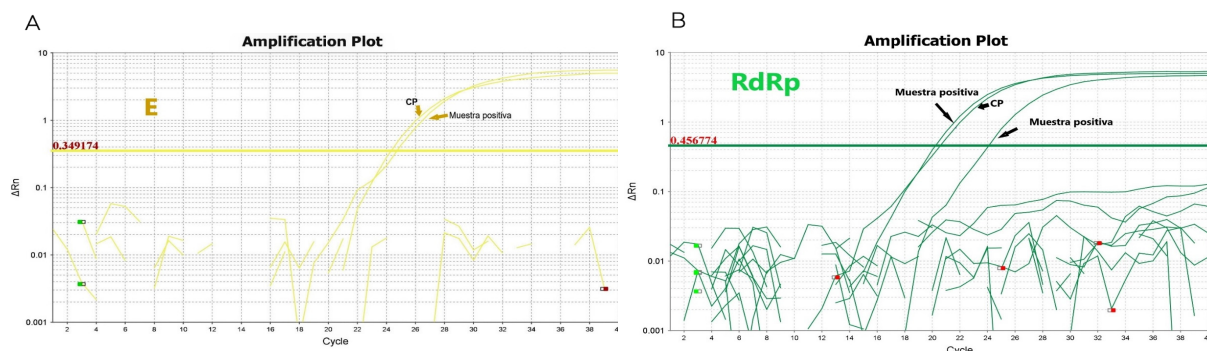 A
Amplification Plot
10
E
CP
Muestra positiva
1
0.349174
ΔRn
0.1
0.01
0.001
2 4 6 8 10 12 14 16 18 20 22 24 26 28 30 32 34 36 38 4
Cycle
B
Amplification Plot
10
RdRp
Muestra positiva
CP
1
Muestra positiva
0.456774
ΔRn
0.1
0.01
0.001
2 4 6 8 10 12 14 16 18 20 22 24 26 28 30 32 34 36 38 40
Cycle